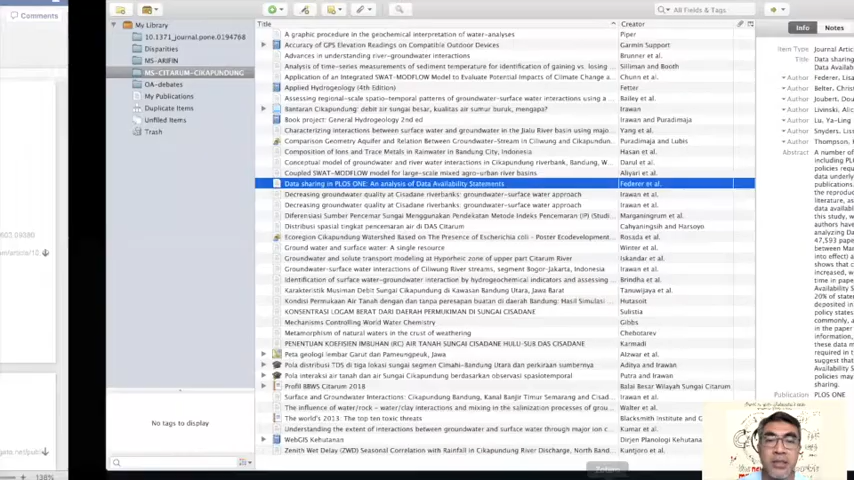 Comments
My Library
10.1371_journal.pone.0194768
Disparities
MS-ARIFIN
MS-CITARUM-CIKAPUNDUNG
OA-debates
My Publications
Duplicate Items
Unfiled Items
Trash
No tags to display
138%
All Fields & Tags
Title Creator
A graphic procedure in the geochemical interpretation of water-analyses Piper
Accuracy of GPS Elevation Readings on Compatible Outdoor Devices Garmin Support
Advances in understanding river-groundwater interactions Brunner et al.
Analysis of time-series measurements of sediment temperature for identification of gaining vs. losing... Silliman and Booth
Application of an Integrated SWAT-MODFLOW Model to Evaluate Potential Impacts of Climate Change a... Chunn et al.
Applied Hydrogeology (4th Edition) Fetter
Assessing regional-scale spatio-temporal patterns of groundwater-surface water interactions using a ... Bailey et al.
Bantaran Cikapundung: debit air sungai besar, kualitas air sumur buruk, mengapa? Irawan
Book project: General Hydrogeology 2nd ed Irawan and Puradimaja
Characterizing interactions between surface water and groundwater in the Jialu River basin using majo... Yang et al.
Comparison Geometry Aquifer and River Condition with Groundwater-Surface Water in Cikapundung and... Puradimaja and Lubis
Composition of Ions and Trace Metals in Rainwater in Bandung City, Indonesia Hasan et al.
Conceptual model of groundwater and river water interactions in Cikapundung riverbank, Bandung, W... Darul et al.
Coupled SWAT-MODFLOW model for large-scale mixed agro-urban river basins Aliyari et al.
Data sharing in PLOS ONE: An analysis of Data Availability Statements Federer et al.
Decreasing groundwater quality at Cisadane riverbanks: groundwater-surface water approach Irawan et al.
Decreasing groundwater quality at Cisadane riverbanks: groundwater-surface water approach Irawan et al.
Diferensiasi Sumber Pencemar Sungai Menggunakan Pendekatan Metode Indeks Pencemaran (IP) (Studi... Marganingrum et al.
Distribusi spasial tingkat pencemaran air di DAS Citarum Cahyaningsih and Harsoyo
Ecoregion Cikapundung Watershed Based on The Presence of Escherichia coli - Poster Ecodevelopment... Rosada et al.
Ground water and surface water: A single resource Winter et al.
Groundwater and solute transport modeling at Hyporheic zone of upper part Citarum River Iskandar et al.
Groundwater-surface water interactions of Ciliwung River streams, segment Bogor-Jakarta, Indonesia Irawan et al.
Identification of surface water-groundwater interaction by hydrogeochemical indicators and assessing ... Brindha et al.
Karakteristik Musiman Debit Sungai Cikapundung di Kawasan Bandung Utara, Jawa Barat Tanuwijaya et al.
Kondisi Permukaan Air Tanah dengan dan tanpa peresapan buatan di daerah Bandung: Hasil Simulasi ... Hutasoit
KONSENTRASI LOGAM BERAT DARI DAERAH PERMUKIMAN DI SUNGAI CISADANE Sulistia
Mechanisms Controlling World Water Chemistry Gibbs
Metamorphism of natural waters in the crust of weathering Chebotarev
PENENTUAN KOEFISIEN IMBUHAN (RC) AIR TANAH SUNGAI CISADANE HULU-SUB DAS CISADANE Karmadi
Peta geologi lembar Garut dan Pameungpeuk, Jawa Alzwar et al.
Pola distribusi TDS di tiga lokasi sungai segmen Cimahi-Bandung Utara dan perkiraan sumbernya Aditya and Irawan
Pola interaksi air tanah dan air sungai Cikapundung berdasarkan observasi spasiotemporal Putra and Irawan
Profil BBWS Citarum 2018 Balai Besar Wilayah Sungai Citarum
Surface and Groundwater Interactions: Cikapundung River, Kanal Banjir Timur Semarang and Cisadane Irawan et al.
The influence of water/rock - water/clay interactions and mixing in the salinization processes of grou... Walter et al.
The world's 2013: The top ten toxic threats Blacksmith Institute and G
Understanding the extent of interactions between groundwater and surface water through major ion c... Kumar et al.
WebGIS Kehutanan Dirjen Planologi Kehutanan
Zenith Wet Delay (ZWD) Seasonal Correlation with Rainfall in Cikapundung River, Bandung, West Java Kuntjoro et al.
Zotero
Info Notes
Item Type Journal Artic
Title Data sharing
Data Availa
Author Federer, Lis
Author Belter, Chris
Author Joubert, Dou
Author Livinski, Alic
Author Lu, Ya-Ling
Author Snyders, Liss
Author Thompson, H
Abstract A number of
including PLO